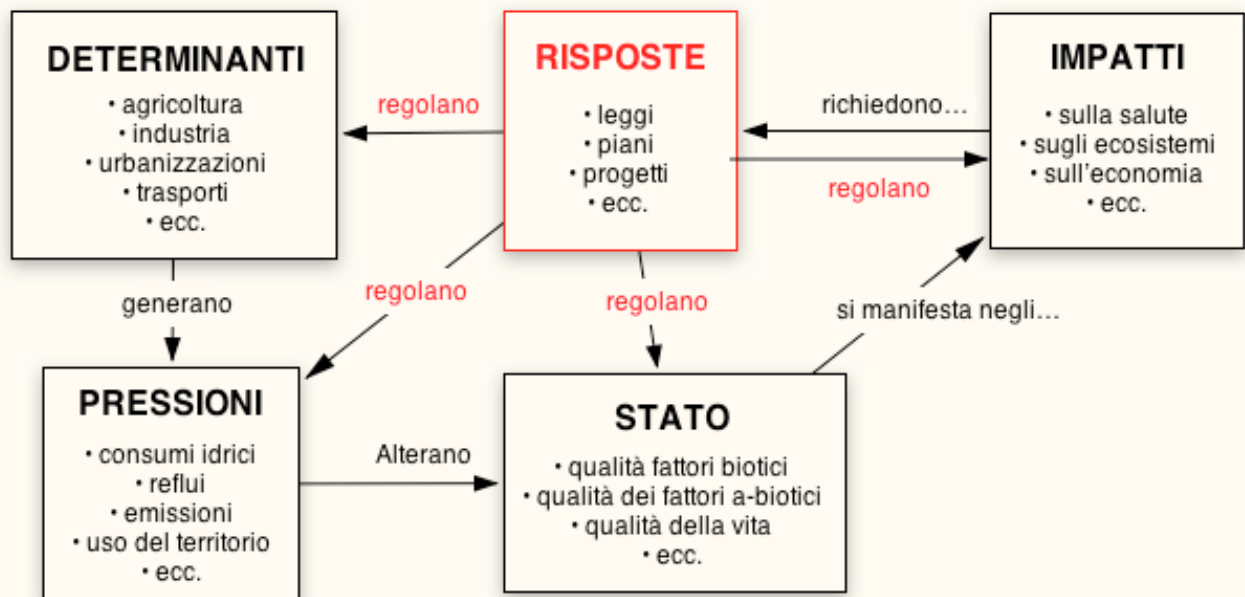 DETERMINANTI
• agricoltura
• industria
• urbanizzazioni
• trasporti
• ecc.
regolano
RISPOSTE
• leggi
• piani
• progetti
• ecc.
richiedono...
regolano
IMPATTI
• sulla salute
• sugli ecosistemi
• sull'economia
• ecc.
generano
regolano
regolano
si manifesta negli...
PRESSIONI
• consumi idrici
• reflui
• emissioni
• uso del territorio
• ecc.
Alterano
STATO
• qualità fattori biotici
• qualità dei fattori a-biotici
• qualità della vita
• ecc.